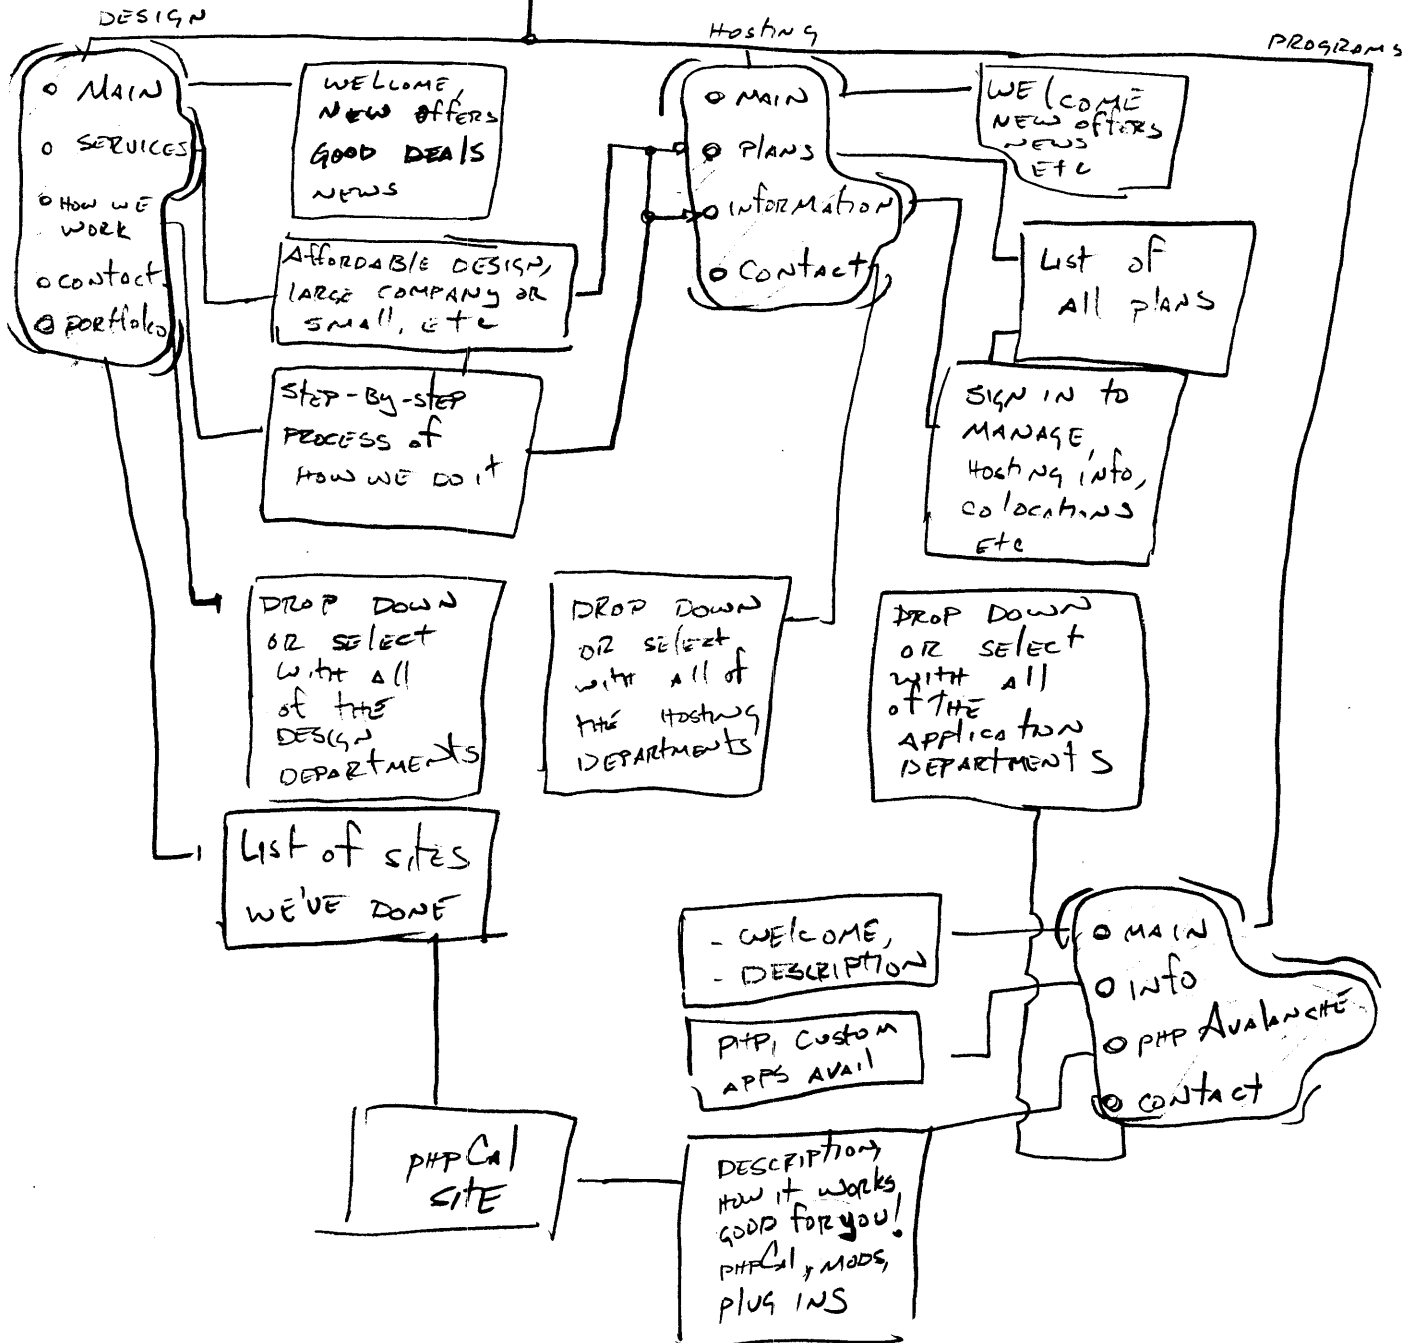 DESIGN
Hosting
PROGRAMS
MAIN
SERVICES
HOW WE
WORK
CONTACT
PORTFOLIO
WELCOME,
NEW OFFERS
GOOD DEALS
NEWS
AFFORDABLE DESIGN,
LARGE COMPANY OR
SMALL, ETC
STEP-By-STEP
PROCESS of
HOW WE DO it
MAIN
PLANS
INFORMATION
CONTACT
WELCOME
NEW OFFERS
NEWS
Etc
List of
All plans
SIGN IN to
MANAGE,
Hosting info,
COLOCATIONS
Etc
DROP DOWN
OR SELECT
WITH All
of THE
DESIGN
DEPARTMENTS
DROP DOWN
OR SELECT
WITH All of
THE HOSTING
DEPARTMENTS
DROP DOWN
OR SELECT
WITH All
of THE
APPLICATION
DEPARTMENTS
List of sites
WE'VE DONE
- WELCOME,
- DESCRIPTION
PHP, Custom
APPS AVAIL
MAIN
INFO
PHP AVALANCHE
CONTACT
PHPCal
SITE
DESCRIPTION,
HOW it works,
GOOD FOR YOU!
PHPCal, MODS,
PLUG INS